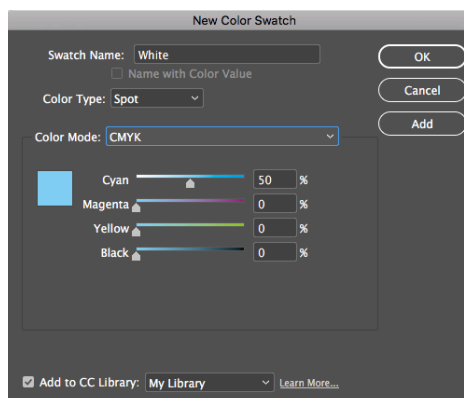 New Color Swatch
Swatch Name: White
Name with Color Value
Color Type: Spot
OK
Cancel
Add
Color Mode: CMYK
Cyan 50 %
Magenta 0 %
Yellow 0 %
Black 0 %
Add to CC Library: My Library Learn More...